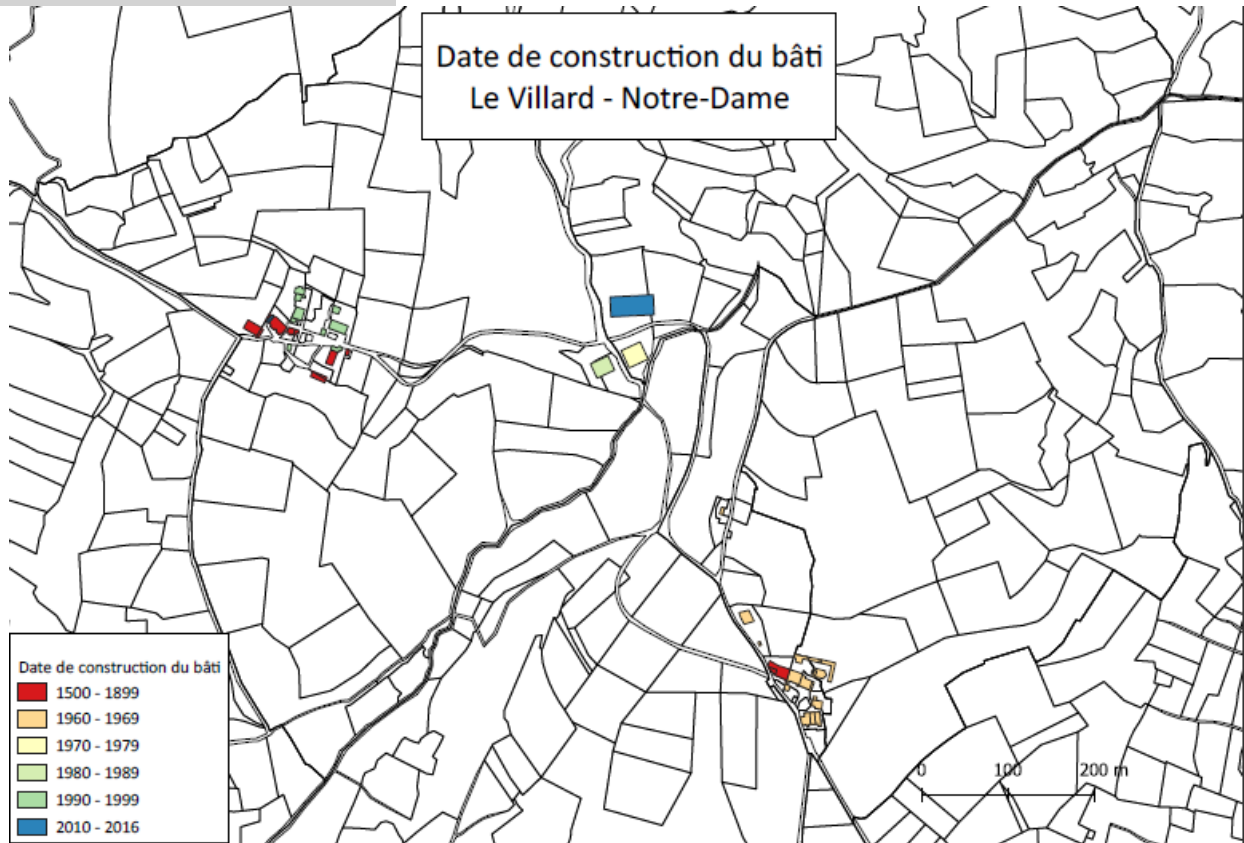 Date de construction du bâti
Le Villard - Notre-Dame
Date de construction du bâti
1500 - 1899
1960 - 1969
1970 - 1979
1980 - 1989
1990 - 1999
2010 - 2016
0 100 200 m